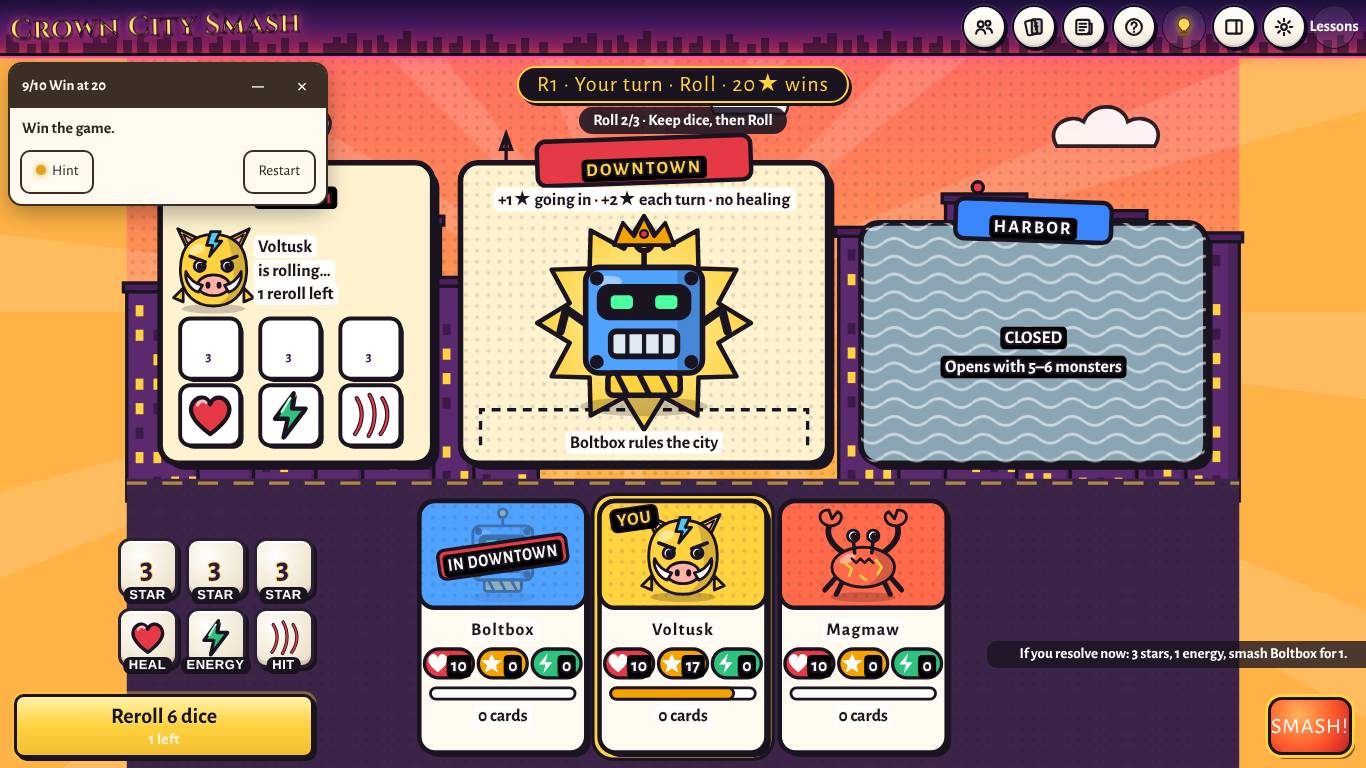 CROWN CITY SMASH
Lessons
9/10 Win at 20
Win the game.
Hint
Restart
R1 · Your turn · Roll · 20★ wins
Roll 2/3 · Keep dice, then Roll
DOWNTOWN
+1★ going in · +2★ each turn · no healing
Boltbox rules the city
HARBOR
CLOSED
Opens with 5–6 monsters
Voltusk
is rolling…
1 reroll left
3 3 3
3 3 3
STAR STAR STAR
HEAL ENERGY HIT
Reroll 6 dice
1 left
IN DOWNTOWN
Boltbox
10 0 0
0 cards
YOU
Voltusk
10 17 0
0 cards
Magmaw
10 0 0
0 cards
If you resolve now: 3 stars, 1 energy, smash Boltbox for 1.
SMASH!